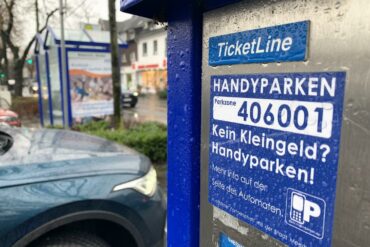 TicketLine
HANDYPARKEN
Parkzone 406001
Kein Kleingeld?
Handyparken!
Mehr Info auf der
Seite des Automaten.
P